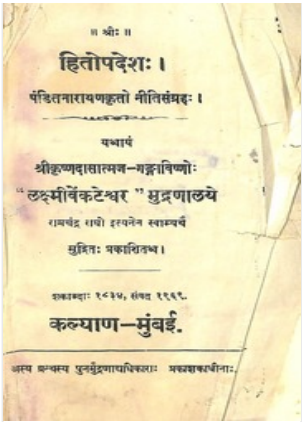 ॥ श्रीः ॥
हितोपदेशः ।
पंडितनारायणकृतो नीतिसंग्रहः ।
यथायं
श्रीकृष्णदासात्मज-गङ्गाविष्णोः
"लक्ष्मीवेंकटेश्वर" मुद्रणालये
रामचंद्र राघो इत्यनेन स्वाम्यर्थं
मुद्रितः प्रकाशितश्च ।
शकाब्दाः १८३४, संवत् १९६९.
कल्याण-मुंबई.
अस्य ग्रन्थस्य पुनर्मुद्रणाद्यधिकाराः प्रकाशकाधीनाः.